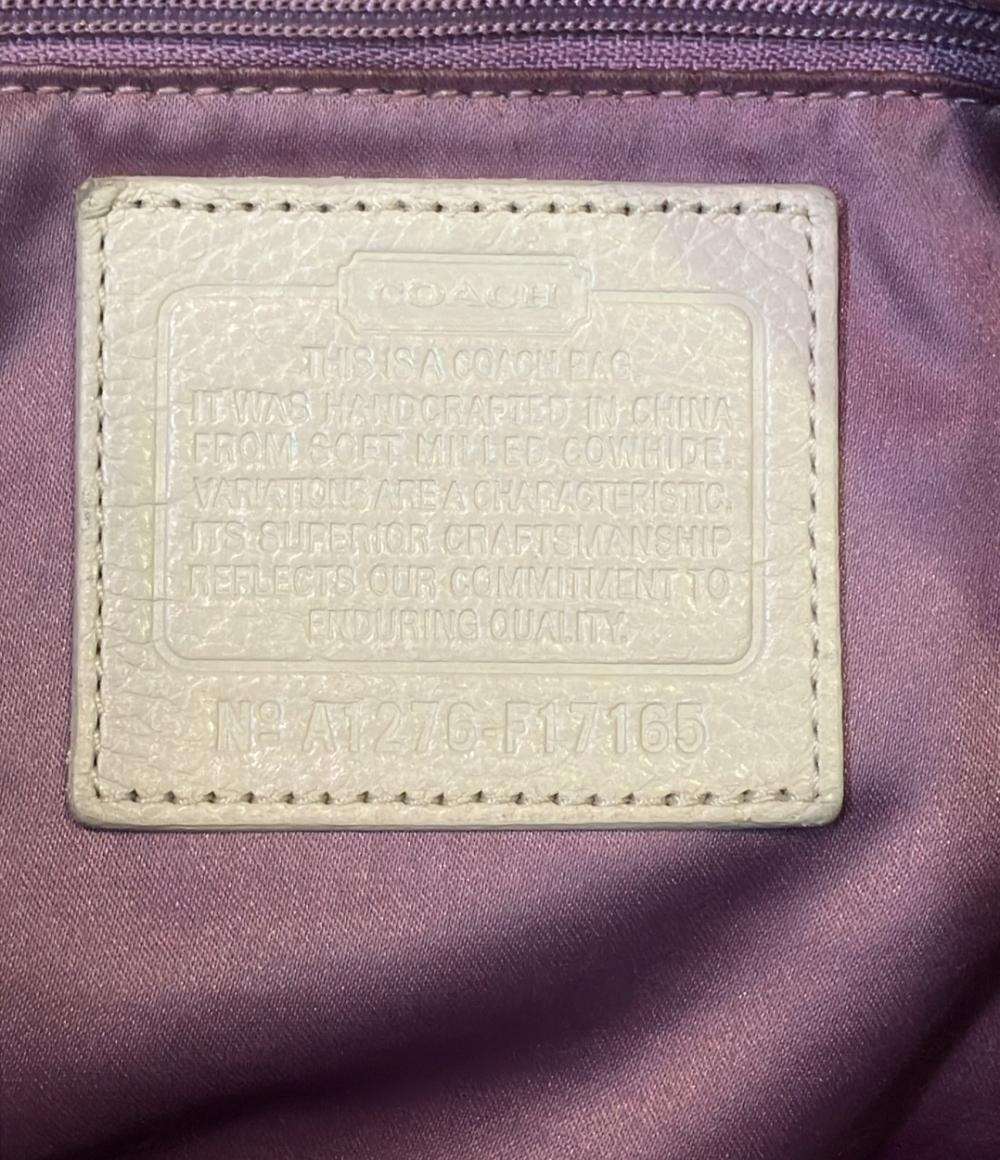 COACH
THIS IS A COACH BAG.
IT WAS HANDCRAFTED IN CHINA
FROM SOFT MILLED COWHIDE.
VARIATIONS ARE A CHARACTERISTIC.
ITS SUPERIOR CRAFTSMANSHIP
REFLECTS OUR COMMITMENT TO
ENDURING QUALITY.
Nº A1276-F17165